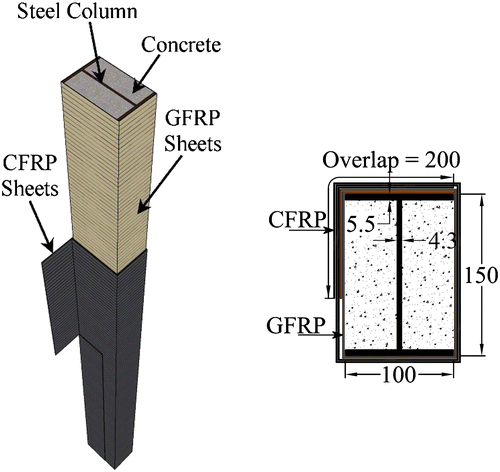 Steel Column
Concrete
GFRP
Sheets
CFRP
Sheets
Overlap = 200
CFRP
5.5
4.3
150
GFRP
100